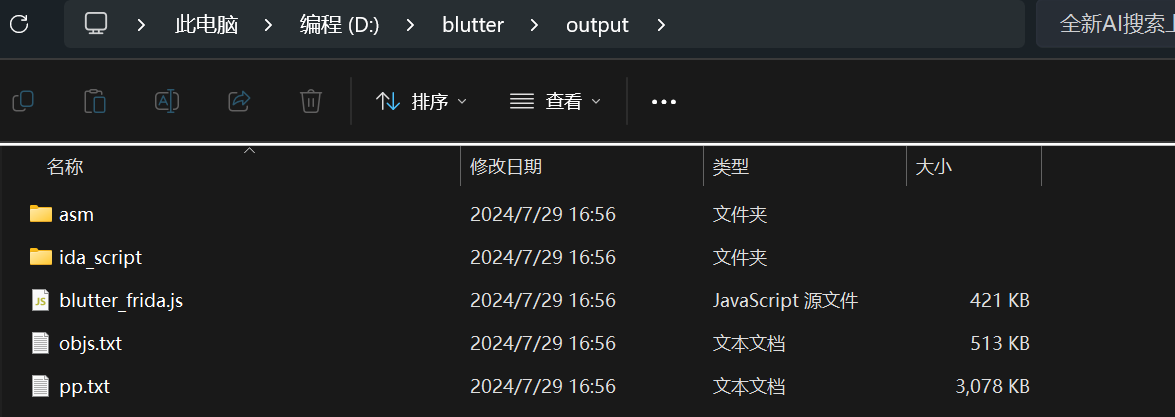 此电脑 > 编程 (D:) > blutter > output >
全新AI搜索上
排序 查看
名称 修改日期 类型 大小
asm 2024/7/29 16:56 文件夹
ida_script 2024/7/29 16:56 文件夹
blutter_frida.js 2024/7/29 16:56 JavaScript 源文件 421 KB
objs.txt 2024/7/29 16:56 文本文档 513 KB
pp.txt 2024/7/29 16:56 文本文档 3,078 KB